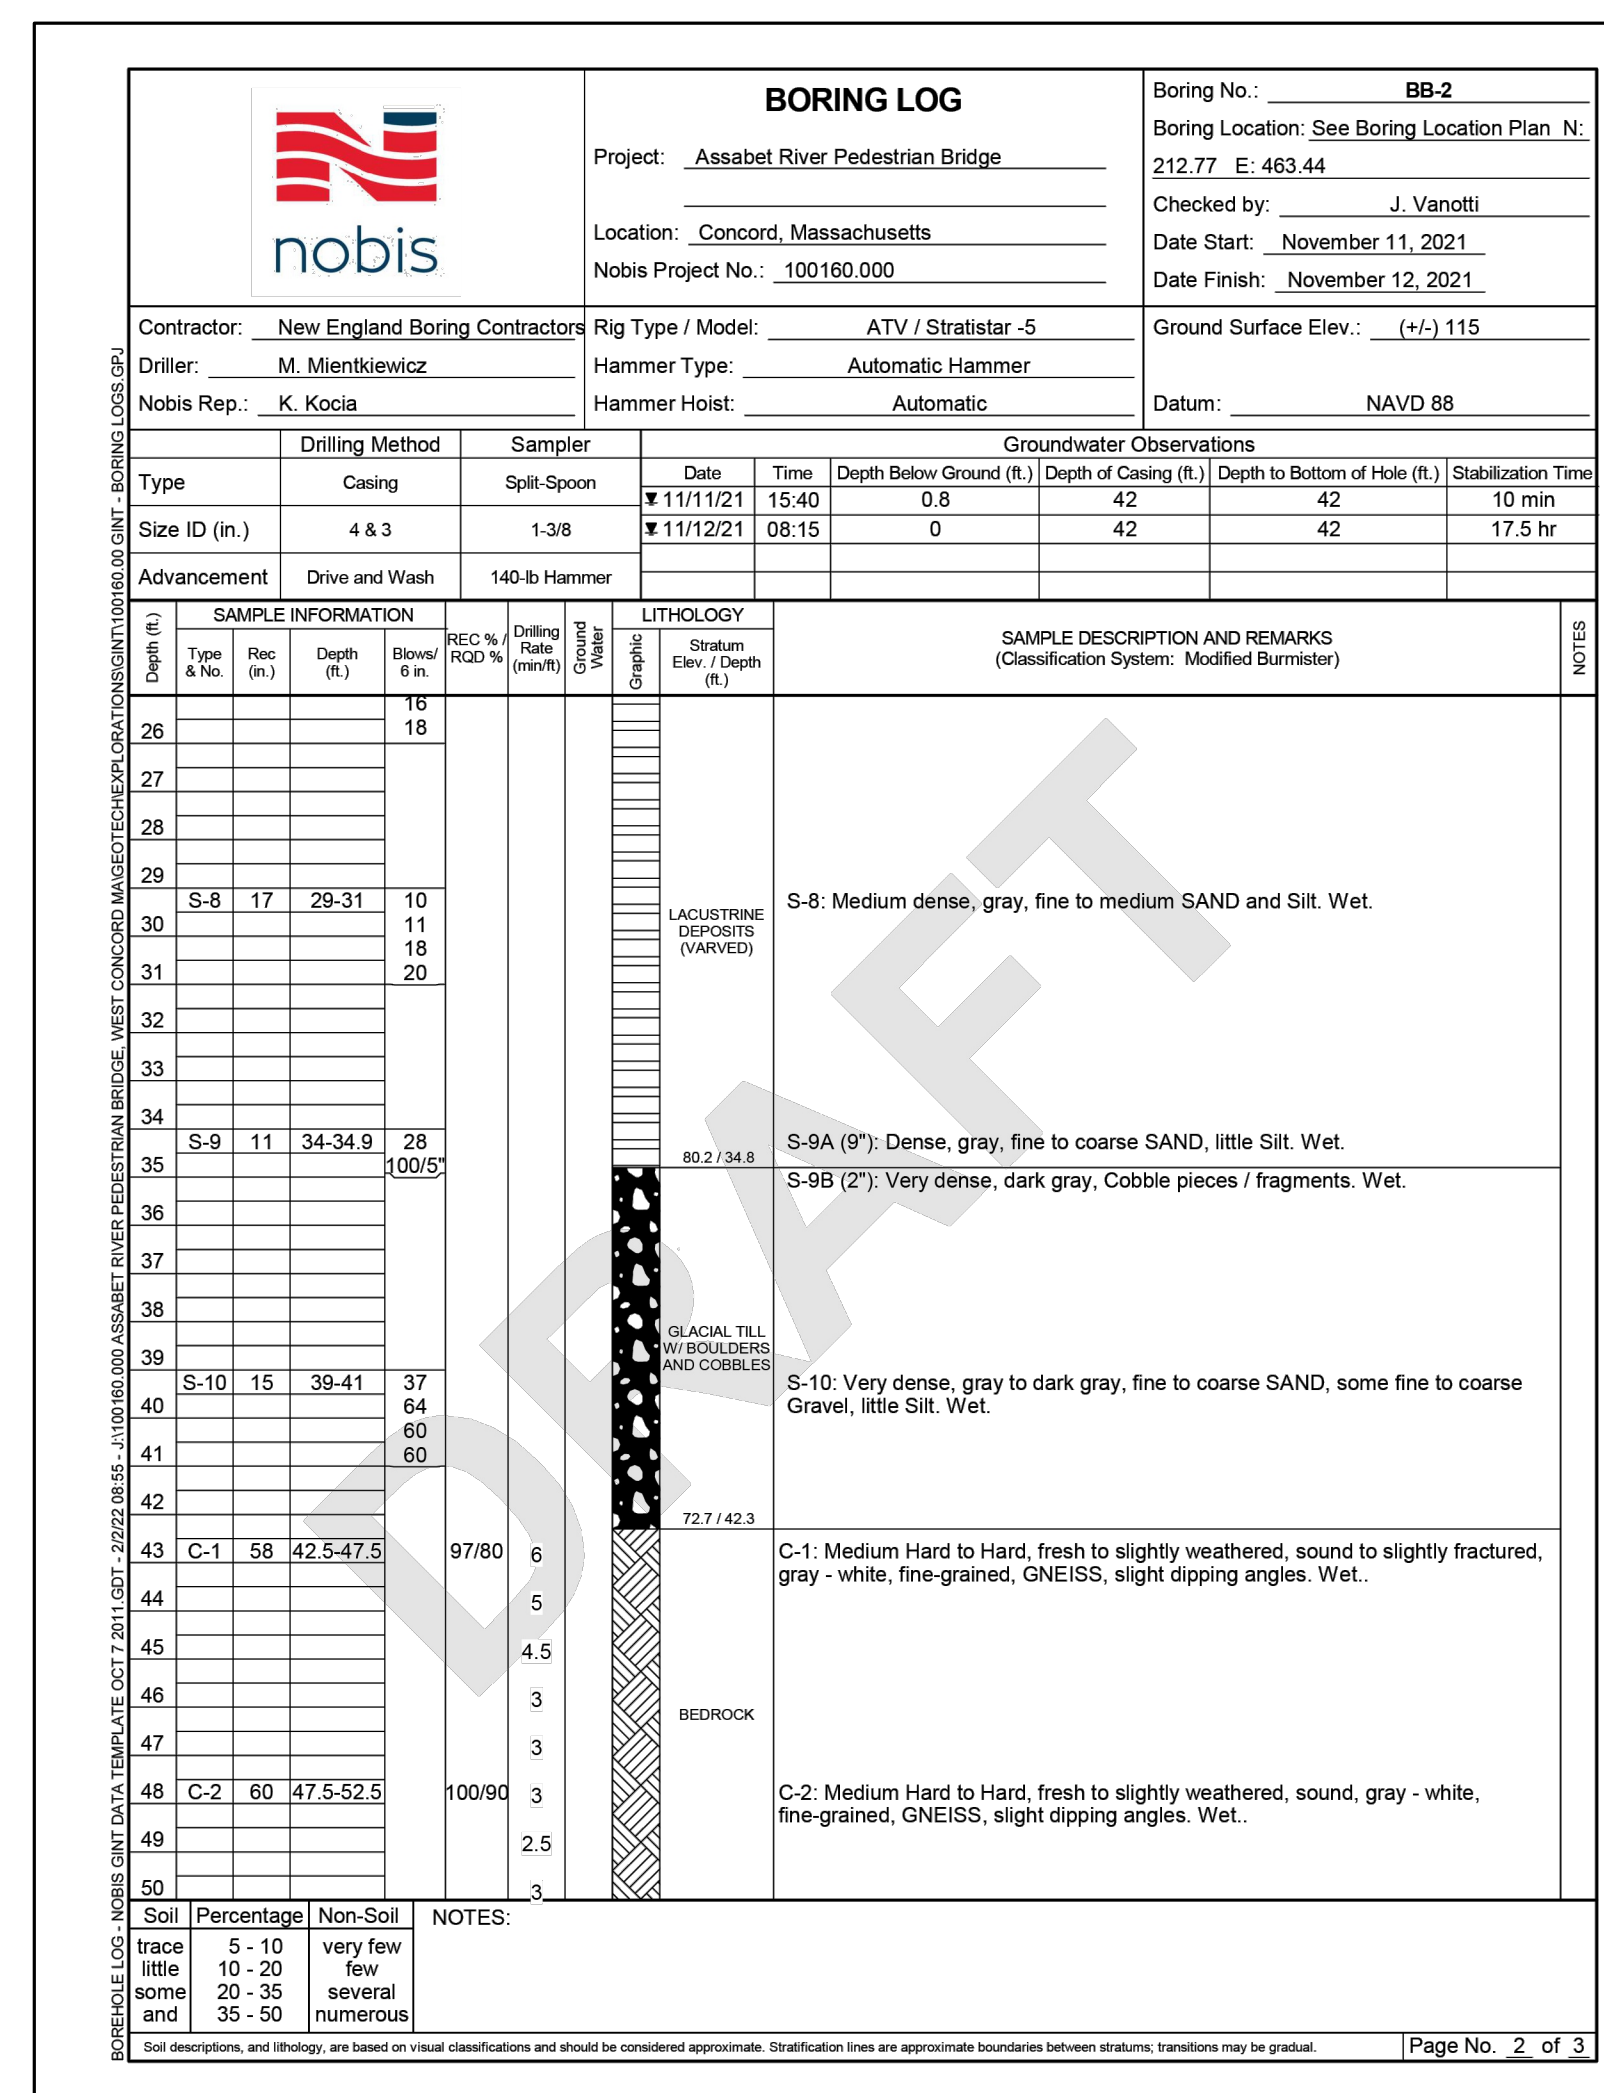 nobis
BORING LOG
Project: Assabet River Pedestrian Bridge
Location: Concord, Massachusetts
Nobis Project No.: 100160.000
Boring No.: BB-2
Boring Location: See Boring Location Plan N:
212.77 E: 463.44
Checked by: J. Vanotti
Date Start: November 11, 2021
Date Finish: November 12, 2021
Contractor: New England Boring Contractors
Driller: M. Mientkiewicz
Nobis Rep.: K. Kocia
Rig Type / Model: ATV / Stratistar -5
Hammer Type: Automatic Hammer
Hammer Hoist: Automatic
Ground Surface Elev.: (+/-) 115
Datum: NAVD 88
Drilling Method Sampler
Type Casing Split-Spoon
Size ID (in.) 4 & 3 1-3/8
Advancement Drive and Wash 140-lb Hammer
Groundwater Observations
Date Time Depth Below Ground (ft.) Depth of Casing (ft.) Depth to Bottom of Hole (ft.) Stabilization Time
11/11/21 15:40 0.8 42 42 10 min
11/12/21 08:15 0 42 42 17.5 hr
Depth (ft.)
SAMPLE INFORMATION
Type & No.
Rec (in.)
Depth (ft.)
Blows/ 6 in.
REC % / RQD %
Drilling Rate (min/ft)
Ground Water
LITHOLOGY
Graphic
Stratum Elev. / Depth (ft.)
SAMPLE DESCRIPTION AND REMARKS
(Classification System: Modified Burmister)
NOTES
16
26 18
27
28
29
S-8 17 29-31 10 S-8: Medium dense, gray, fine to medium SAND and Silt. Wet.
30 11
LACUSTRINE
DEPOSITS
(VARVED)
18
31 20
32
33
34
S-9 11 34-34.9 28 S-9A (9"): Dense, gray, fine to coarse SAND, little Silt. Wet.
35 100/5" 80.2 / 34.8
S-9B (2"): Very dense, dark gray, Cobble pieces / fragments. Wet.
36
37
38
GLACIAL TILL
W/ BOULDERS
AND COBBLES
39
S-10 15 39-41 37 S-10: Very dense, gray to dark gray, fine to coarse SAND, some fine to coarse
40 64 Gravel, little Silt. Wet.
60
41 60
42
72.7 / 42.3
43 C-1 58 42.5-47.5 97/80 6 C-1: Medium Hard to Hard, fresh to slightly weathered, sound to slightly fractured,
gray - white, fine-grained, GNEISS, slight dipping angles. Wet..
44 5
45 4.5
46 3
BEDROCK
47 3
48 C-2 60 47.5-52.5 100/90 3 C-2: Medium Hard to Hard, fresh to slightly weathered, sound, gray - white,
fine-grained, GNEISS, slight dipping angles. Wet..
49 2.5
50 3
DRAFT
Soil Percentage Non-Soil NOTES:
trace 5 - 10 very few
little 10 - 20 few
some 20 - 35 several
and 35 - 50 numerous
Soil descriptions, and lithology, are based on visual classifications and should be considered approximate. Stratification lines are approximate boundaries between stratums; transitions may be gradual.
Page No. 2 of 3
BOREHOLE LOG - NOBIS GINT DATA TEMPLATE OCT 7 2011.GDT - 2/2/22 08:55 - J:\100160.000 ASSABET RIVER PEDESTRIAN BRIDGE, WEST CONCORD MA\GEOTECH\EXPLORATIONS\GINT\100160.00 GINT - BORING LOGS.GPJ